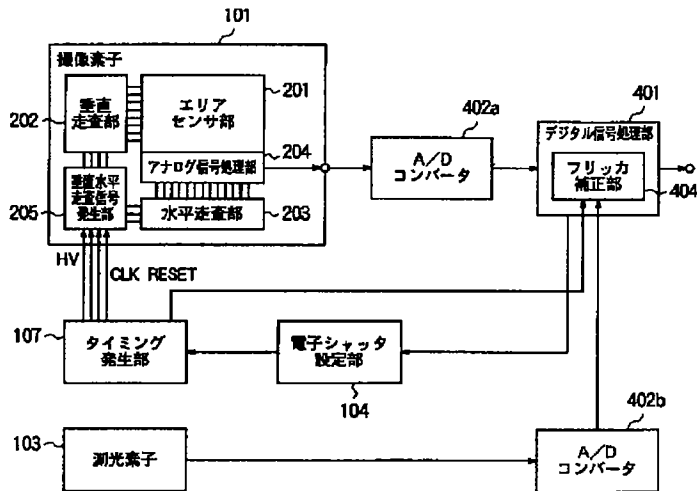 101
撮像素子
201
垂直
走査部
エリア
センサ部
202
204
アナログ信号処理部
垂直水平
走査信号
発生部
205
水平走査部
203
HV
CLK RESET
402a
A/D
コンバータ
401
デジタル信号処理部
フリッカ
補正部
404
107
タイミング
発生部
電子シャッタ
設定部
104
402b
103
測光素子
A/D
コンバータ